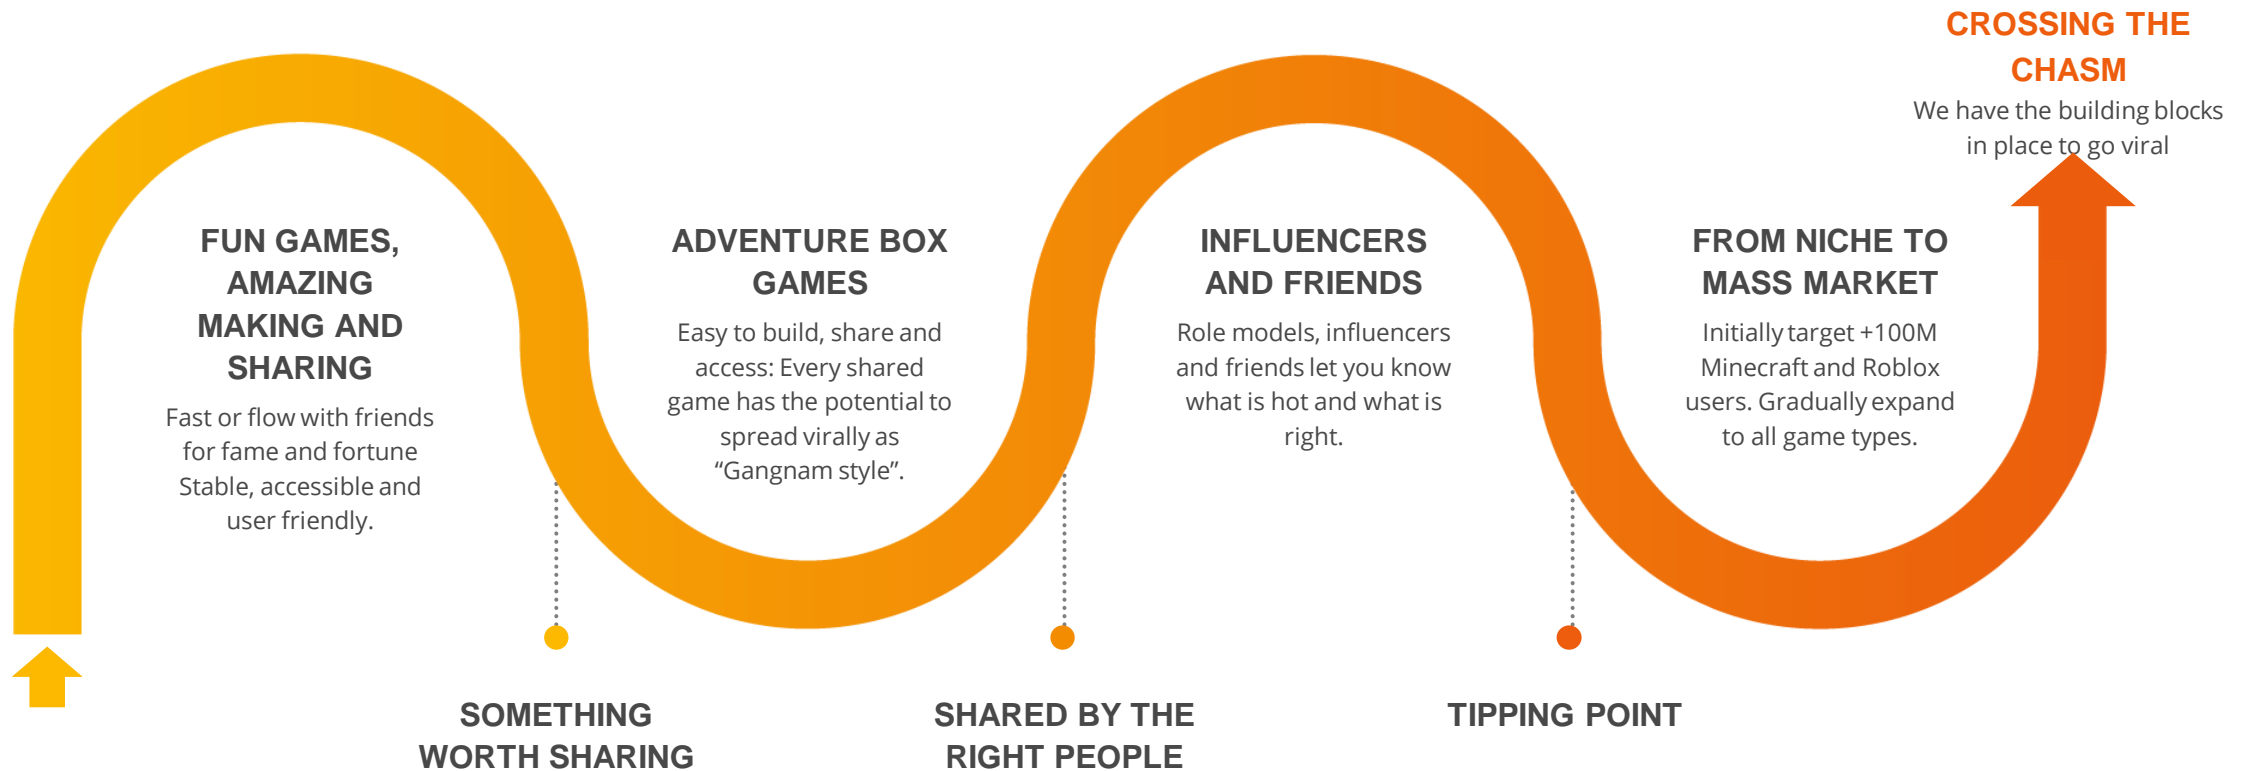 FUN GAMES,
AMAZING
MAKING AND
SHARING
Fast or flow with friends
for fame and fortune
Stable, accessible and
user friendly.
SOMETHING
WORTH SHARING
ADVENTURE BOX
GAMES
Easy to build, share and
access: Every shared
game has the potential to
spread virally as
“Gangnam style”.
SHARED BY THE
RIGHT PEOPLE
INFLUENCERS
AND FRIENDS
Role models, influencers
and friends let you know
what is hot and what is
right.
TIPPING POINT
FROM NICHE TO
MASS MARKET
Initially target +100M
Minecraft and Roblox
users. Gradually expand
to all game types.
CROSSING THE
CHASM
We have the building blocks
in place to go viral